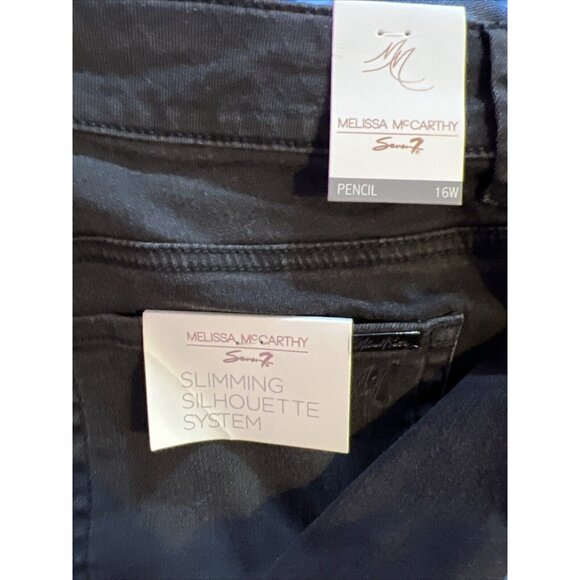 MM
MELISSA McCARTHY
Seven7
PENCIL 16W
MELISSA McCARTHY
Seven7
SLIMMING
SILHOUETTE
SYSTEM